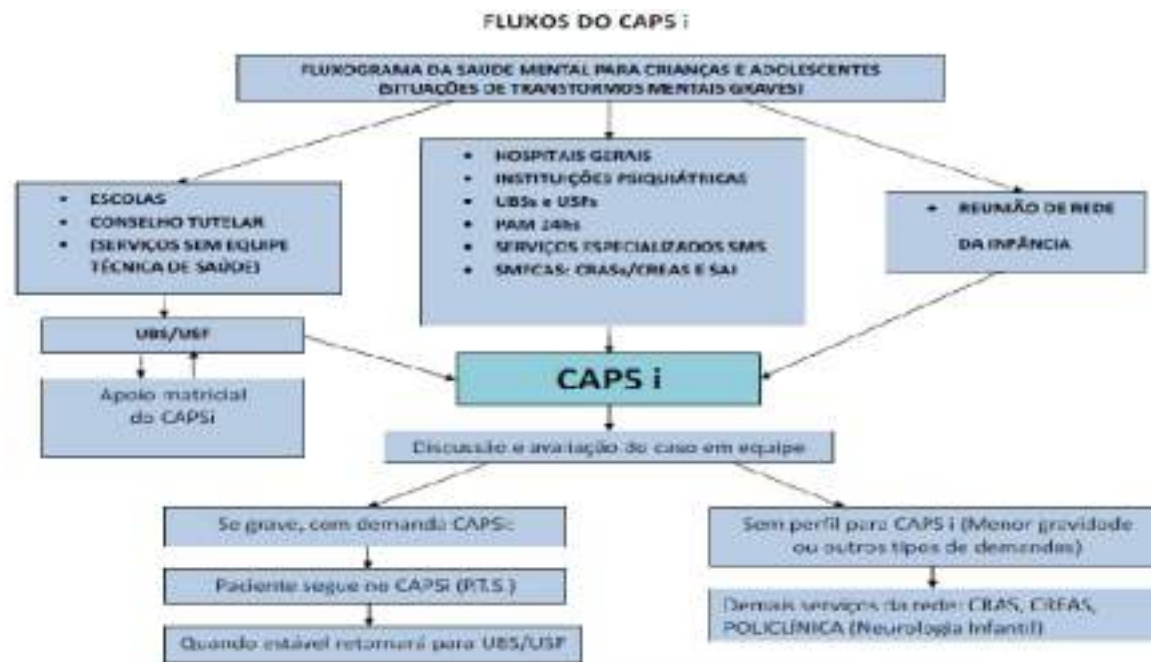 FLUXOS DO CAPS i
FLUXOGRAMA DA SAÚDE MENTAL PARA CRIANÇAS E ADOLESCENTES
(SITUAÇÕES DE TRANSTORMOS MENTAIS GRAVES)
• ESCOLAS
• CONSELHO TUTELAR
• (SERVIÇOS SEM EQUIPE
TÉCNICA DE SAÚDE)
• HOSPITAIS GERAIS
• INSTITUIÇÕES PSIQUIÁTRICAS
• UBSs e USFs
• PAM 24hs
• SERVIÇOS ESPECIALIZADOS SMS
• SMFCAS: CRASs/CREAS E SAI
• REUNIÃO DE REDE
DA INFÂNCIA
UBS/USF
Apoio matricial
do CAPSi
CAPS i
Discussão e avaliação do caso em equipe
Se grave, com demanda CAPSi:
Paciente segue no CAPSi (P.T.S.)
Quando estável retornará para UBS/USF
Sem perfil para CAPS i (Menor gravidade
ou outros tipos de demandas)
Demais serviços da rede: CRAS, CREAS,
POLICLÍNICA (Neurologia Infantil)